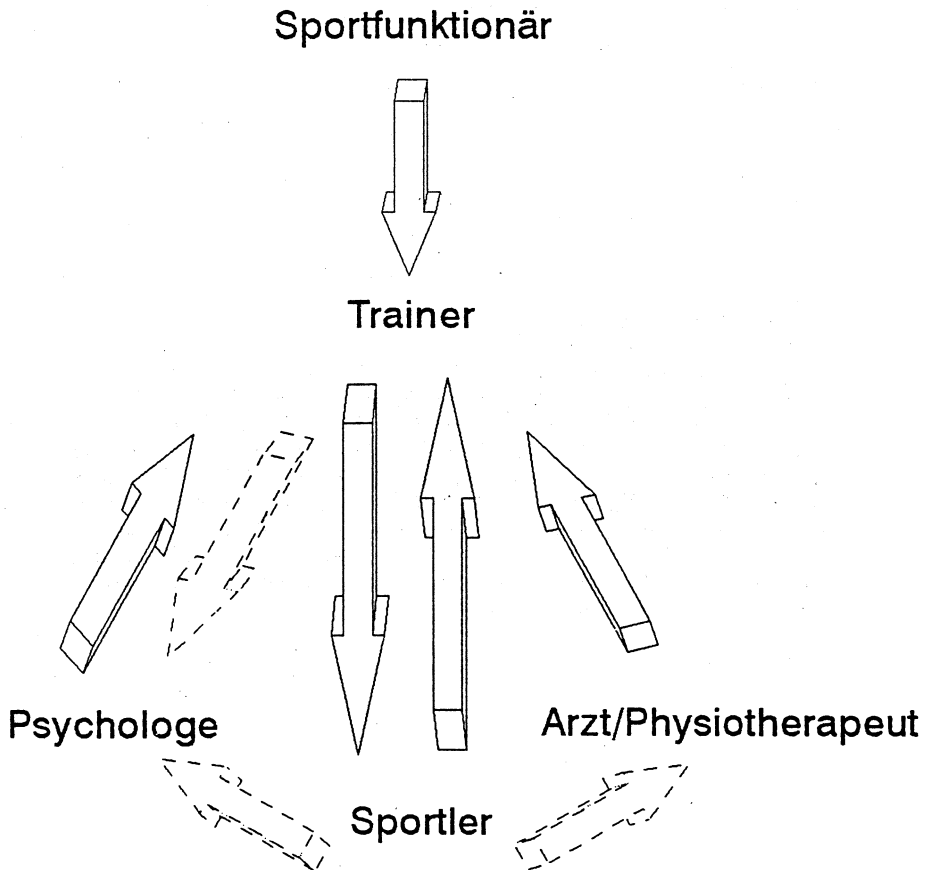 Sportfunktionär
Trainer
Psychologe
Arzt/Physiotherapeut
Sportler